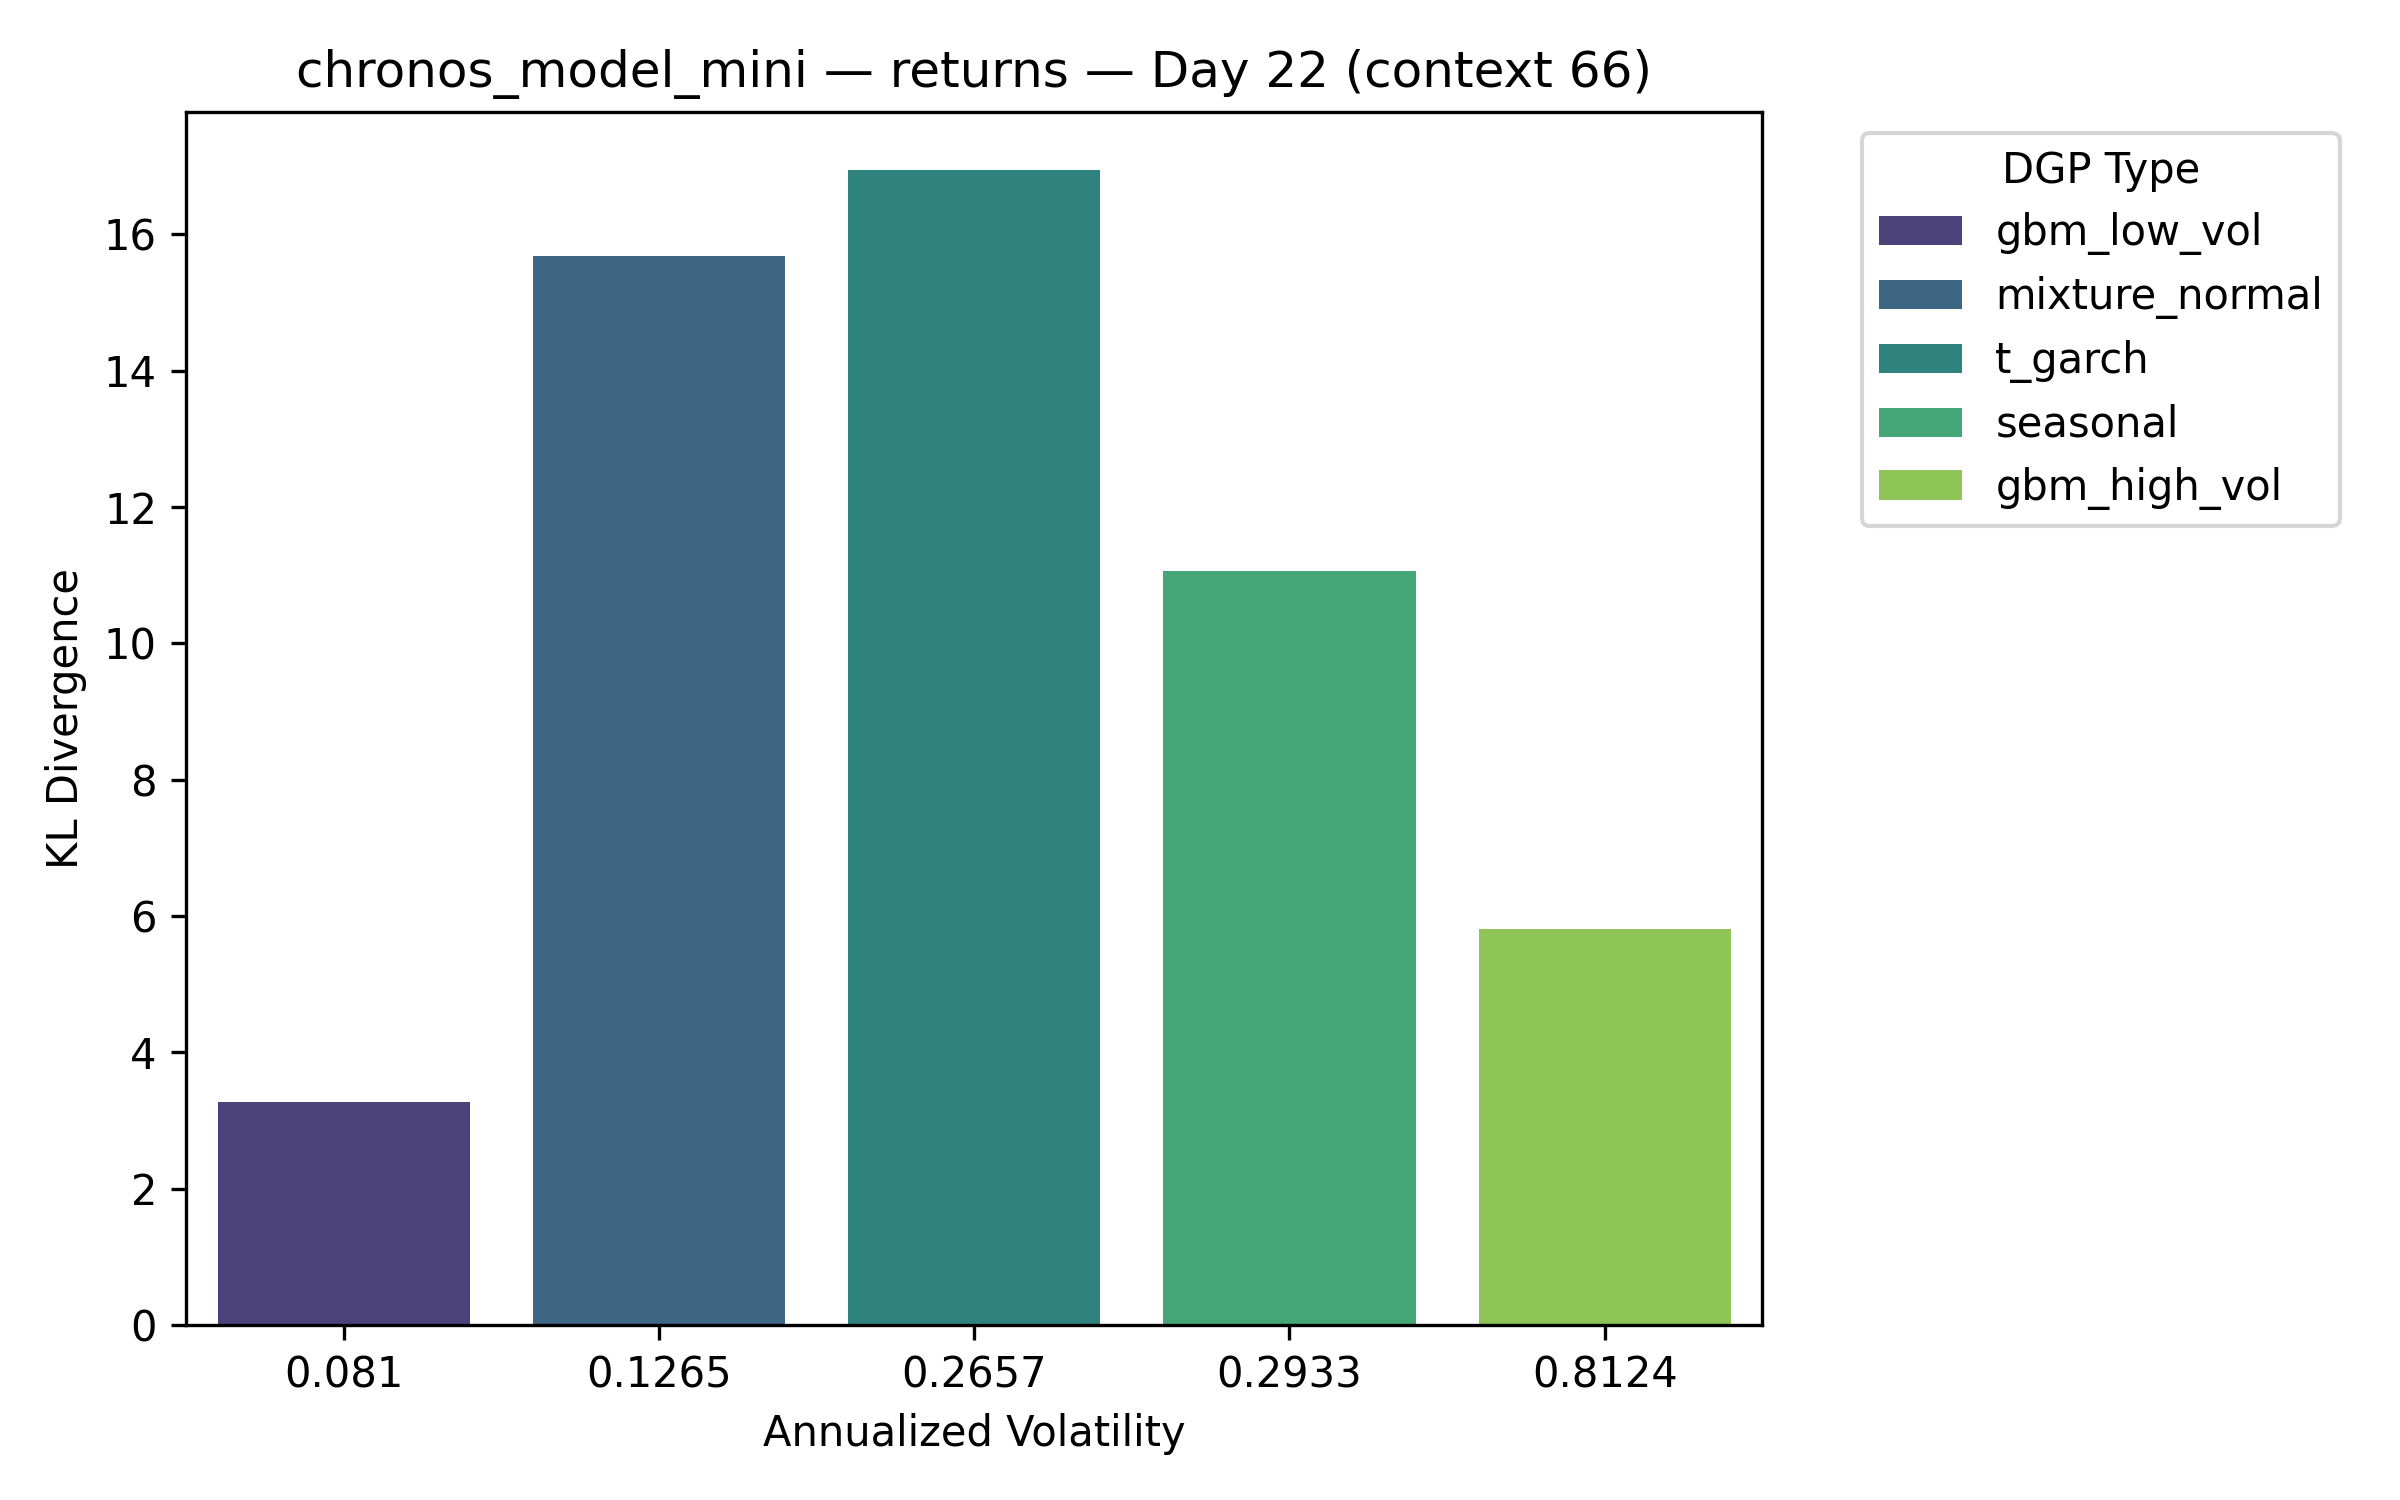 chronos_model_mini — returns — Day 22 (context 66)
KL Divergence
16
14
12
10
8
6
4
2
0
0.081
0.1265
0.2657
0.2933
0.8124
Annualized Volatility
DGP Type
gbm_low_vol
mixture_normal
t_garch
seasonal
gbm_high_vol